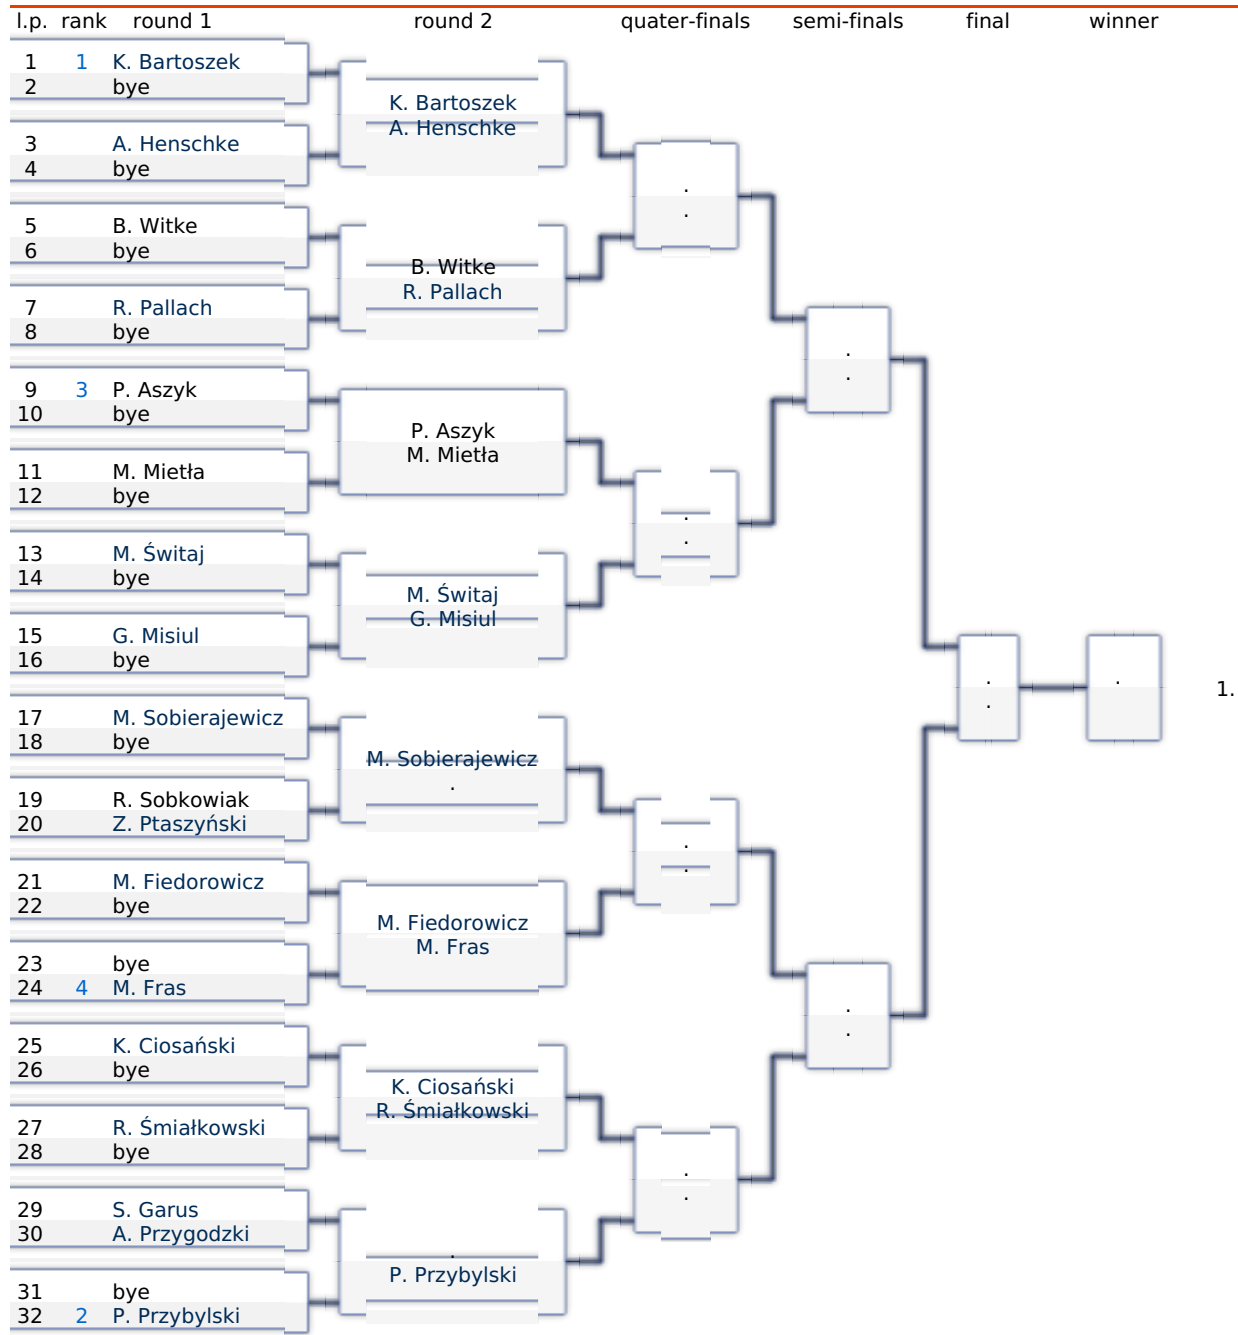 l.p. rank round 1 round 2 quater-finals semi-finals final winner
1 1 K. Bartoszek
2 bye
K. Bartoszek
A. Henschke
3 A. Henschke
4 bye
.
.
5 B. Witke
6 bye
B. Witke
R. Pallach
7 R. Pallach
8 bye
.
.
9 3 P. Aszyk
10 bye
P. Aszyk
M. Mietła
11 M. Mietła
12 bye
.
.
13 M. Świtaj
14 bye
M. Świtaj
G. Misiul
15 G. Misiul
16 bye
.
.
.
1.
17 M. Sobierajewicz
18 bye
M. Sobierajewicz
.
19 R. Sobkowiak
20 Z. Ptaszyński
.
.
21 M. Fiedorowicz
22 bye
M. Fiedorowicz
M. Fras
23 bye
24 4 M. Fras
.
.
25 K. Ciosański
26 bye
K. Ciosański
R. Śmiałkowski
27 R. Śmiałkowski
28 bye
.
.
29 S. Garus
30 A. Przygodzki
.
P. Przybylski
31 bye
32 2 P. Przybylski